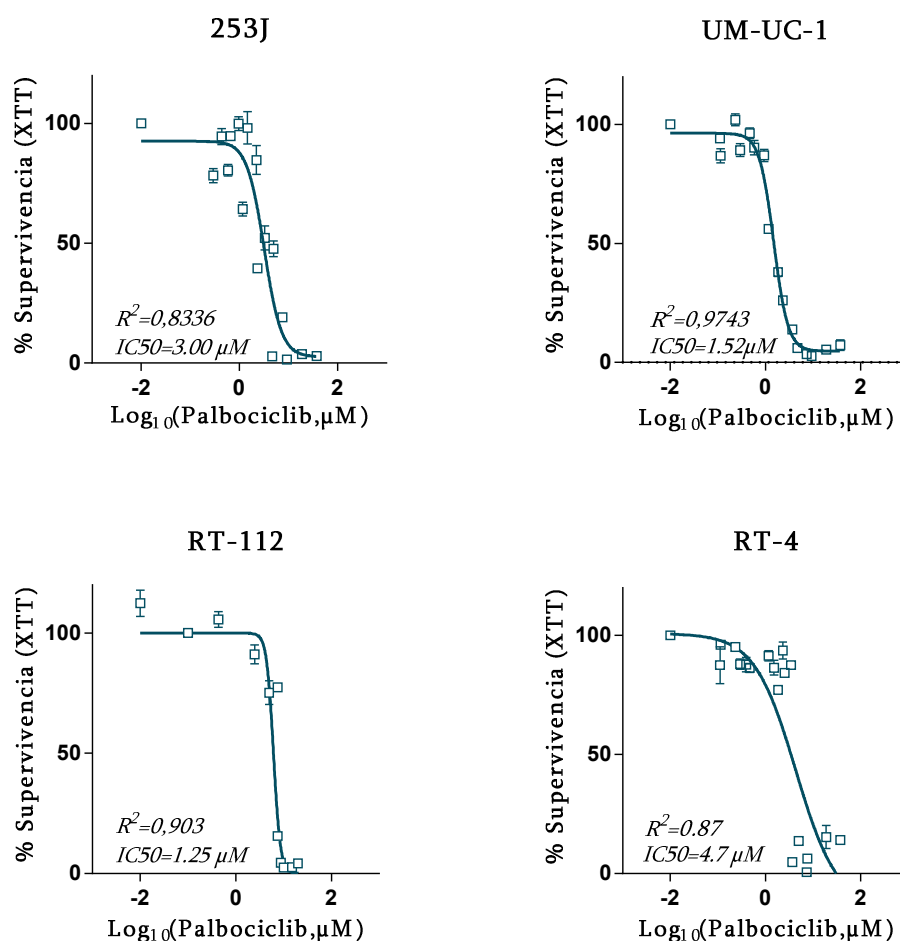 253J
% Supervivencia (XTT)
100
50
0
R²=0,8336
IC50=3.00 µM
-2 0 2
Log₁₀(Palbociclib,µM)
UM-UC-1
% Supervivencia (XTT)
100
50
0
R²=0,9743
IC50=1.52µM
-2 0 2
Log₁₀(Palbociclib,µM)
RT-112
% Supervivencia (XTT)
100
50
0
R²=0,903
IC50=1.25 µM
-2 0 2
Log₁₀(Palbociclib,µM)
RT-4
% Supervivencia (XTT)
100
50
0
R²=0.87
IC50=4.7 µM
-2 0 2
Log₁₀(Palbociclib,µM)